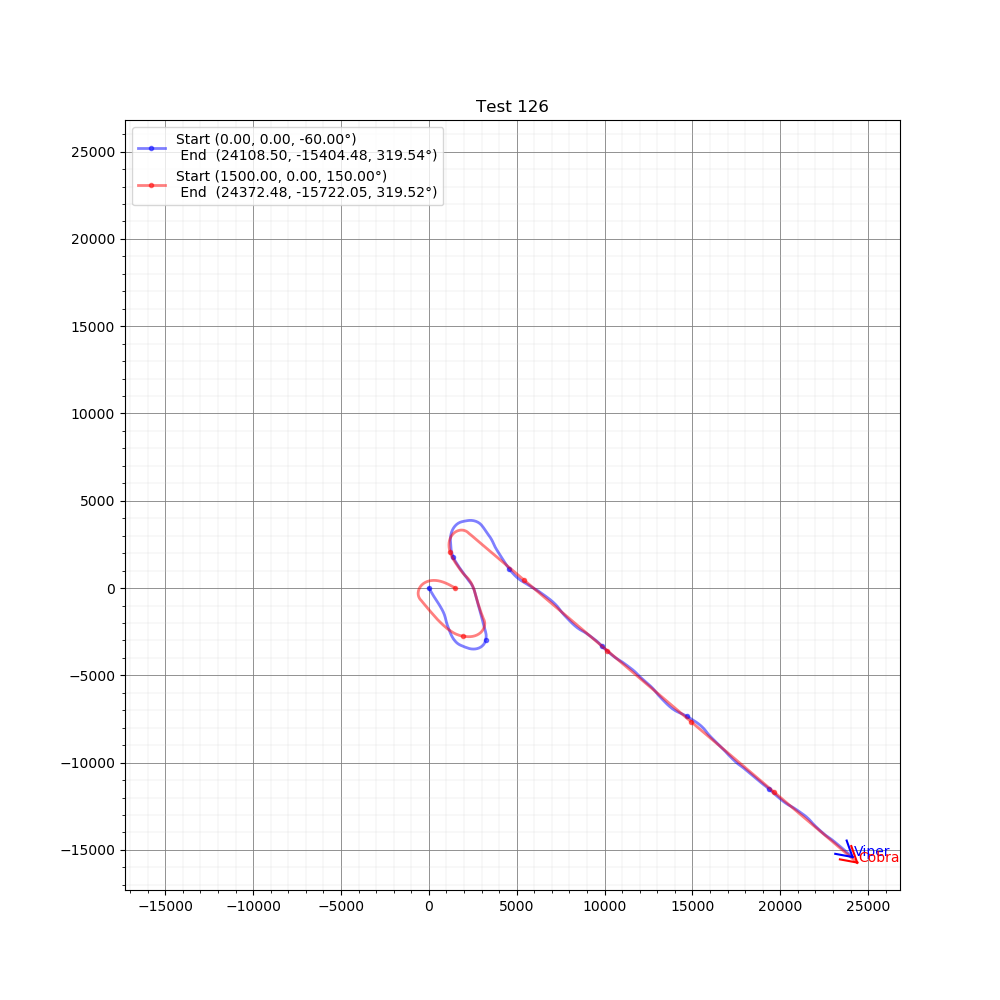 Test 126
Start (0.00, 0.00, -60.00°)
End  (24108.50, -15404.48, 319.54°)
Start (1500.00, 0.00, 150.00°)
End  (24372.48, -15722.05, 319.52°)
25000
20000
15000
10000
5000
0
−5000
−10000
−15000
Viper
Cobra
−15000 −10000 −5000 0 5000 10000 15000 20000 25000